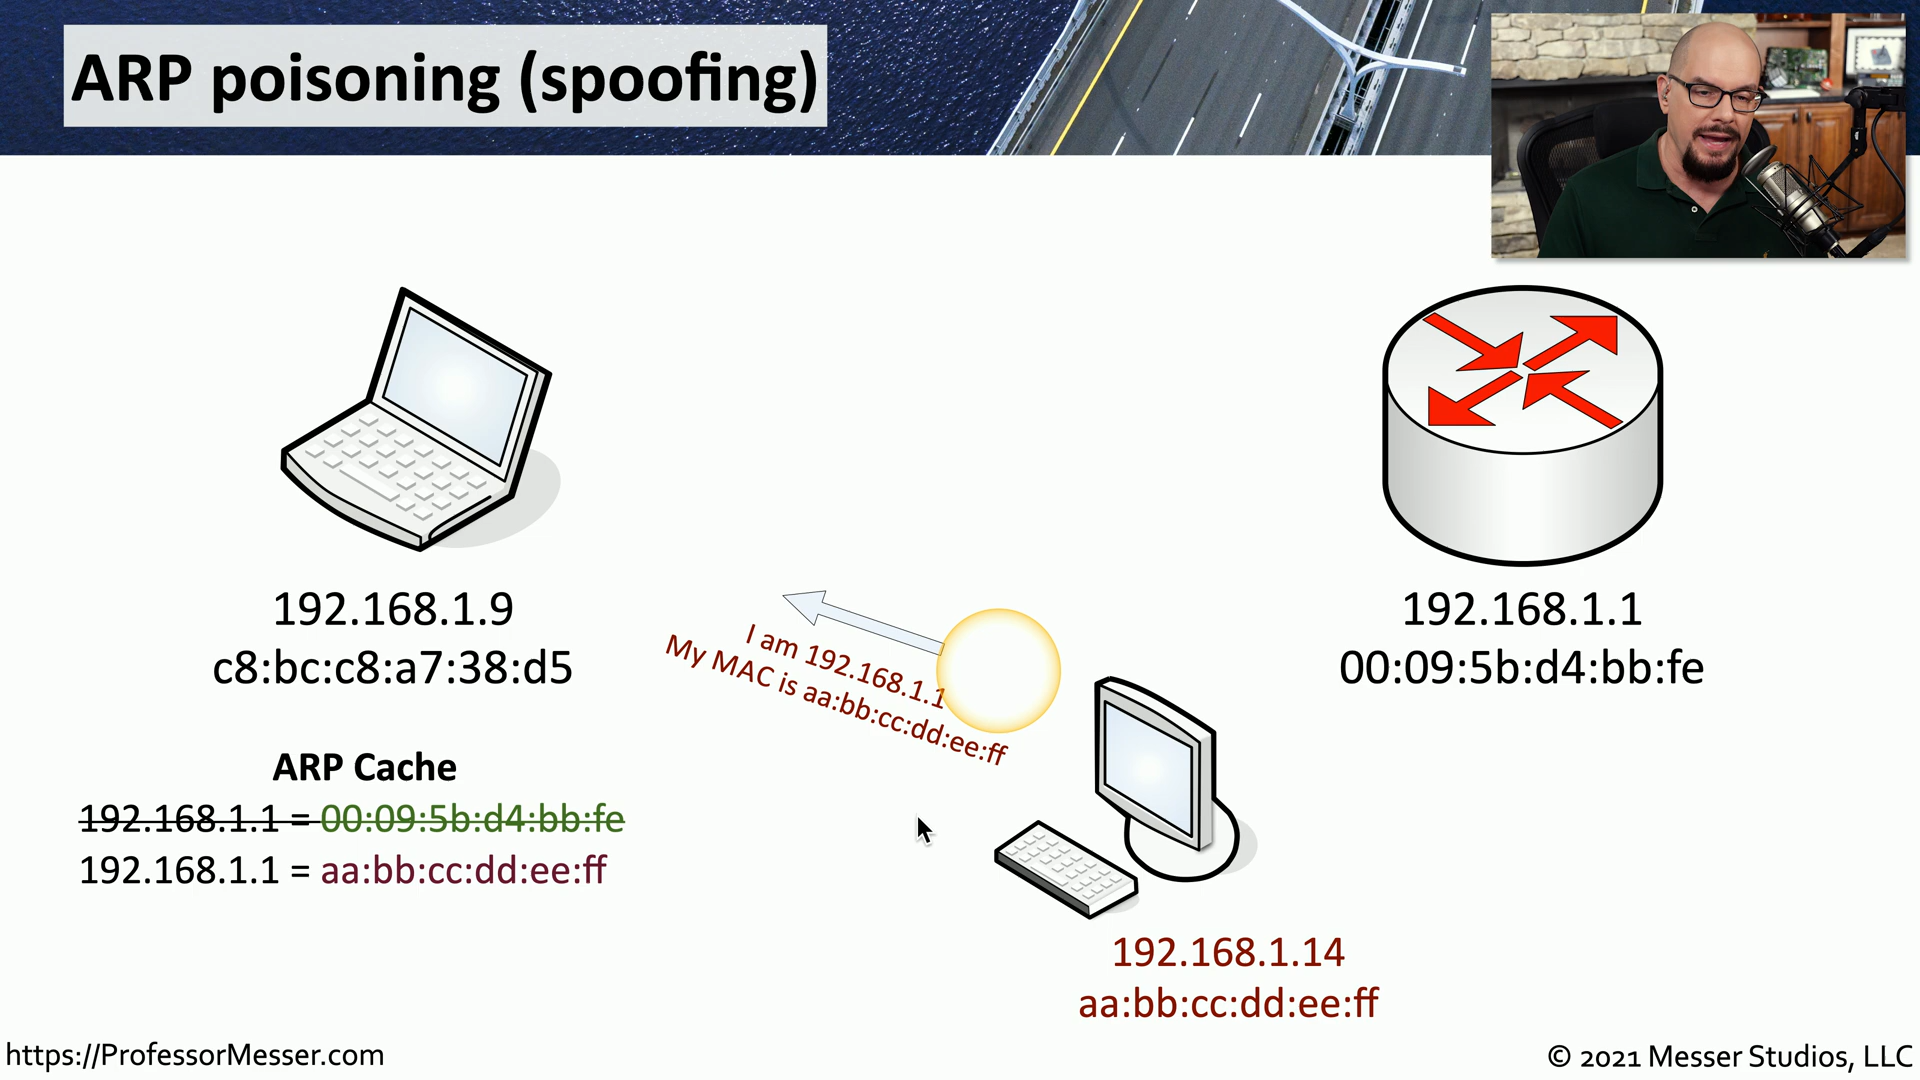 ARP poisoning (spoofing)
192.168.1.9
c8:bc:c8:a7:38:d5
192.168.1.1
00:09:5b:d4:bb:fe
I am 192.168.1.1
My MAC is aa:bb:cc:dd:ee:ff
ARP Cache
192.168.1.1 = 00:09:5b:d4:bb:fe
192.168.1.1 = aa:bb:cc:dd:ee:ff
192.168.1.14
aa:bb:cc:dd:ee:ff
https://ProfessorMesser.com
© 2021 Messer Studios, LLC